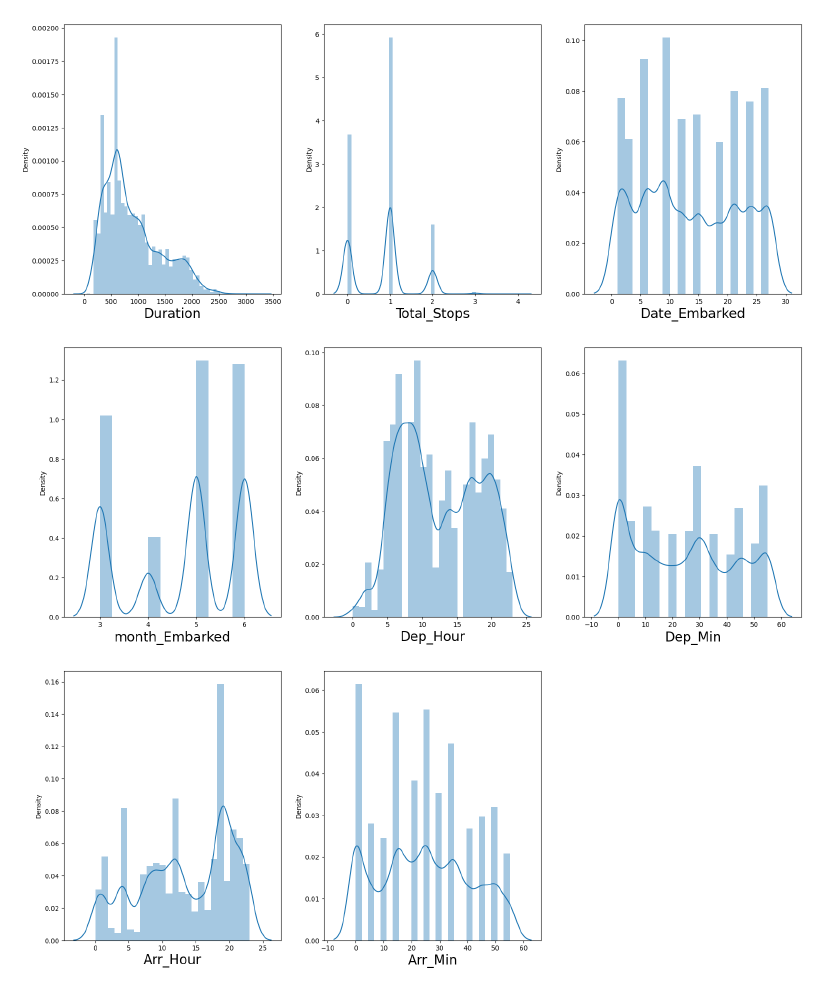 0.00200
0.00175
0.00150
0.00125
0.00100
0.00075
0.00050
0.00025
0.00000
Density
500 1000 1500 2000 2500 3000 3500
Duration
6
5
4
3
2
1
0
Density
0 1 2 3 4
Total_Stops
0.10
0.08
0.06
0.04
0.02
0.00
Density
0 5 10 15 20 25 30
Date_Embarked
1.2
1.0
0.8
0.6
0.4
0.2
0.0
Density
3 4 5 6
month_Embarked
0.10
0.08
0.06
0.04
0.02
0.00
Density
0 5 10 15 20 25
Dep_Hour
0.06
0.05
0.04
0.03
0.02
0.01
0.00
Density
−10 0 10 20 30 40 50 60
Dep_Min
0.16
0.14
0.12
0.10
0.08
0.06
0.04
0.02
0.00
Density
0 5 10 15 20 25
Arr_Hour
0.06
0.05
0.04
0.03
0.02
0.01
0.00
Density
−10 0 10 20 30 40 50 60
Arr_Min